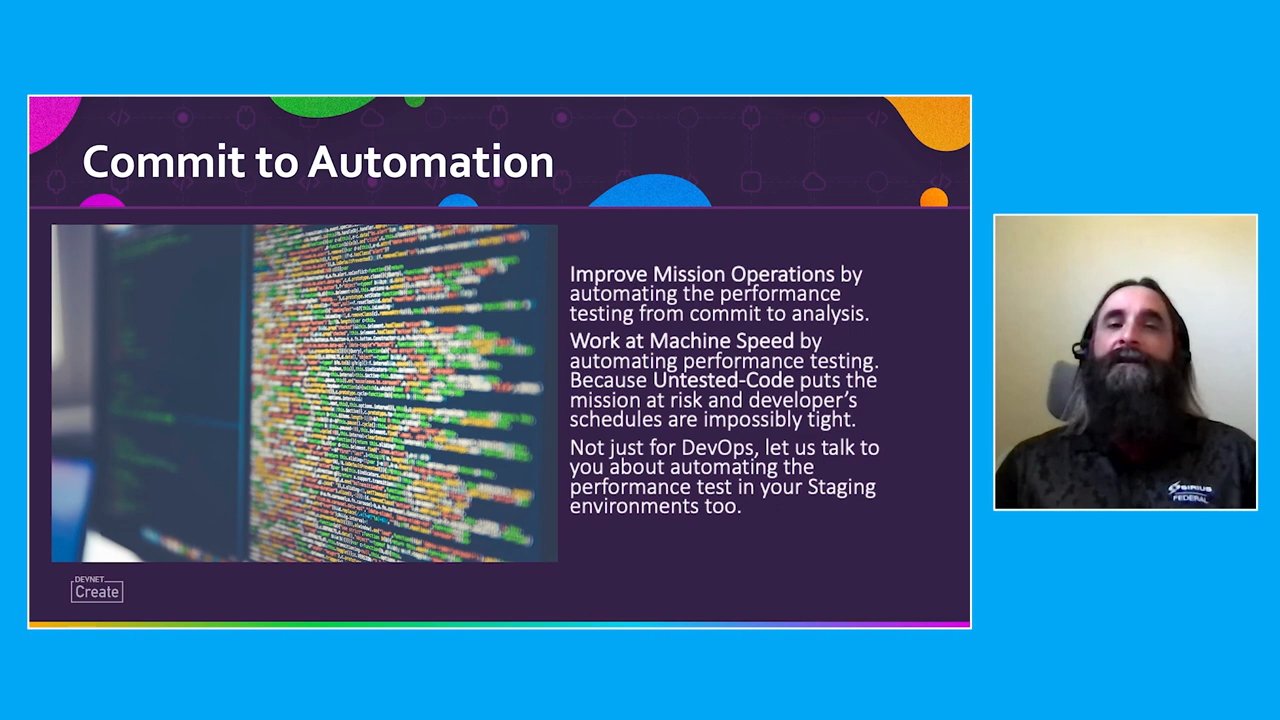 Commit to Automation
Improve Mission Operations by
automating the performance
testing from commit to analysis.
Work at Machine Speed by
automating performance testing.
Because Untested-Code puts the
mission at risk and developer's
schedules are impossibly tight.
Not just for DevOps, let us talk to
you about automating the
performance test in your Staging
environments too.
DEVNET
Create
SIRIUS
FEDERAL